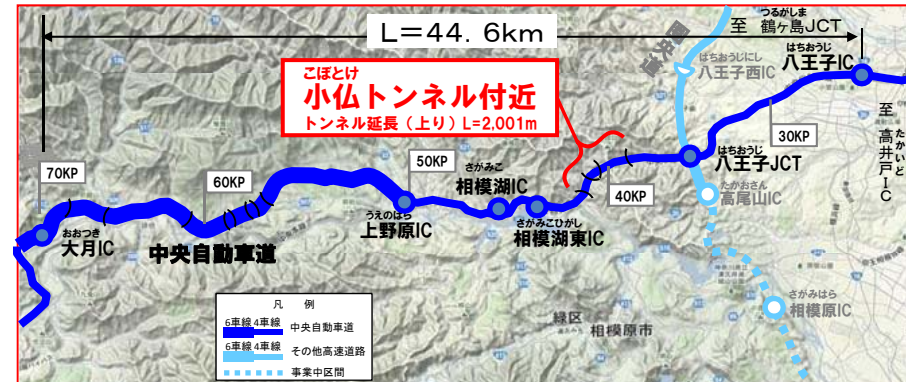 L=44.6km
至 つるがしま
鶴ヶ島JCT
圏央道
はちおうじにし
八王子西IC
はちおうじ
八王子IC
こぼとけ
小仏トンネル付近
トンネル延長(上り)L=2,001m
至 高井戸IC
たかいど
30KP
はちおうじ
八王子JCT
40KP
たかおさん
高尾山IC
50KP
さがみこ
相模湖IC
さがみこひがし
相模湖東IC
うえのはら
上野原IC
60KP
70KP
おおつき
大月IC
中央自動車道
さがみはら
相模原IC
緑区
相模原市
凡 例
6車線 4車線 中央自動車道
6車線 4車線 その他高速道路
事業中区間